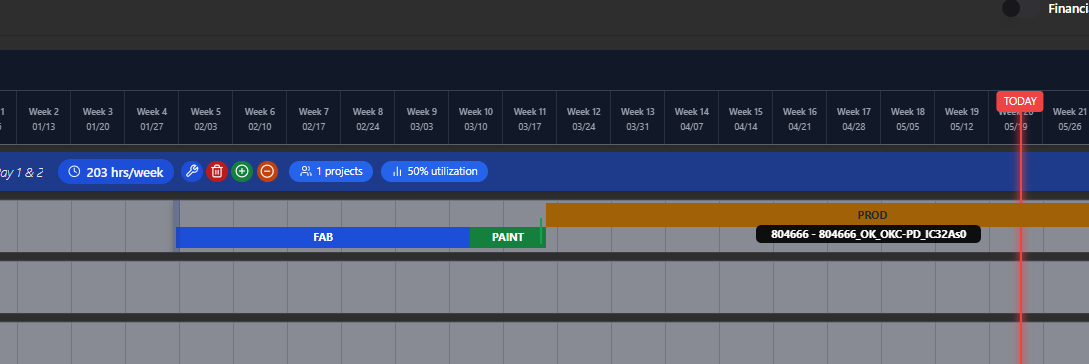 Financi
TODAY
1 Week 2 Week 3 Week 4 Week 5 Week 6 Week 7 Week 8 Week 9 Week 10 Week 11 Week 12 Week 13 Week 14 Week 15 Week 16 Week 17 Week 18 Week 19 Week 20 Week 21
01/13 01/20 01/27 02/03 02/10 02/17 02/24 03/03 03/10 03/17 03/24 03/31 04/07 04/14 04/21 04/28 05/05 05/12 05/19 05/26
ay 1 & 2 203 hrs/week 1 projects 50% utilization
PROD
FAB PAINT 804666 - 804666_OK_OKC-PD_IC32As0